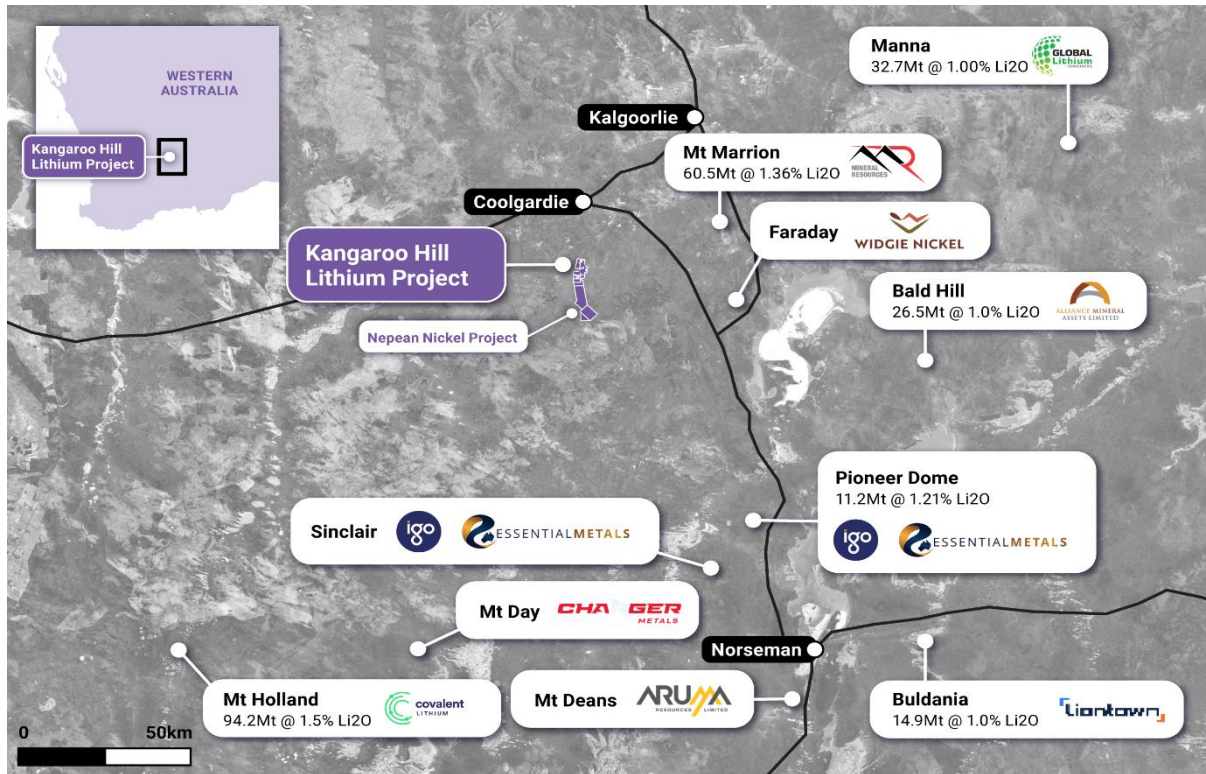 WESTERN
AUSTRALIA
Kangaroo Hill
Lithium Project
Manna
32.7Mt @ 1.00% Li2O
GLOBAL
Lithium
Kalgoorlie
Mt Marrion
60.5Mt @ 1.36% Li2O
MINERAL
RESOURCES
Coolgardie
Faraday
WIDGIE NICKEL
Kangaroo Hill
Lithium Project
Bald Hill
26.5Mt @ 1.0% Li2O
ALLIANCE MINERAL
ASSETS LIMITED
Nepean Nickel Project
Pioneer Dome
11.2Mt @ 1.21% Li2O
igo
ESSENTIALMETALS
Sinclair
igo
ESSENTIALMETALS
Mt Day
CHA GER
METALS
Norseman
Mt Holland
94.2Mt @ 1.5% Li2O
covalent
LITHIUM
Mt Deans
ARUMA
RESOURCES LIMITED
Buldania
14.9Mt @ 1.0% Li2O
Liontown
0 50km